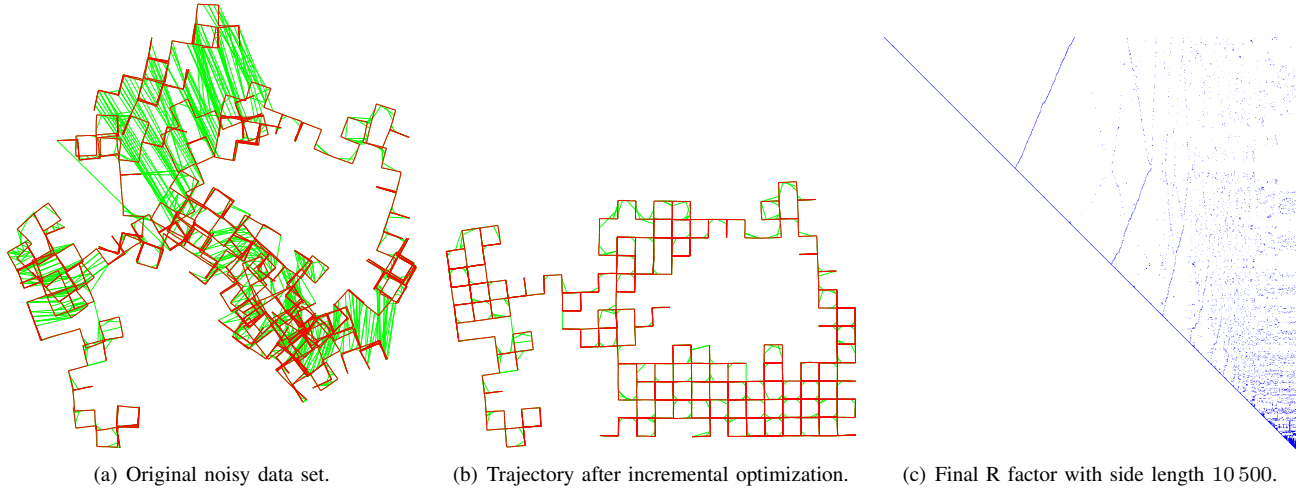 (a) Original noisy data set.
(b) Trajectory after incremental optimization.
(c) Final R factor with side length 10 500.